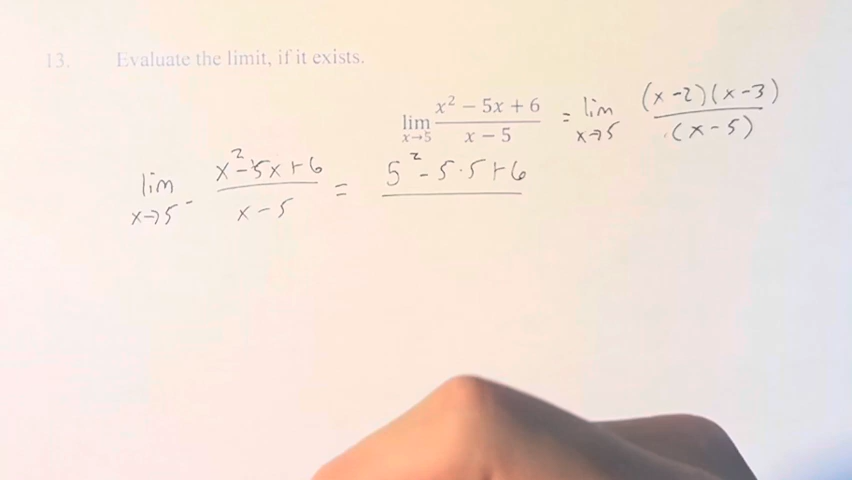 13. Evaluate the limit, if it exists.
lim x→5 (x² − 5x + 6)/(x − 5) = lim x→5 (x−2)(x−3)/(x−5)
lim x→5⁻ (x²−5x+6)/(x−5) = 5²−5·5+6